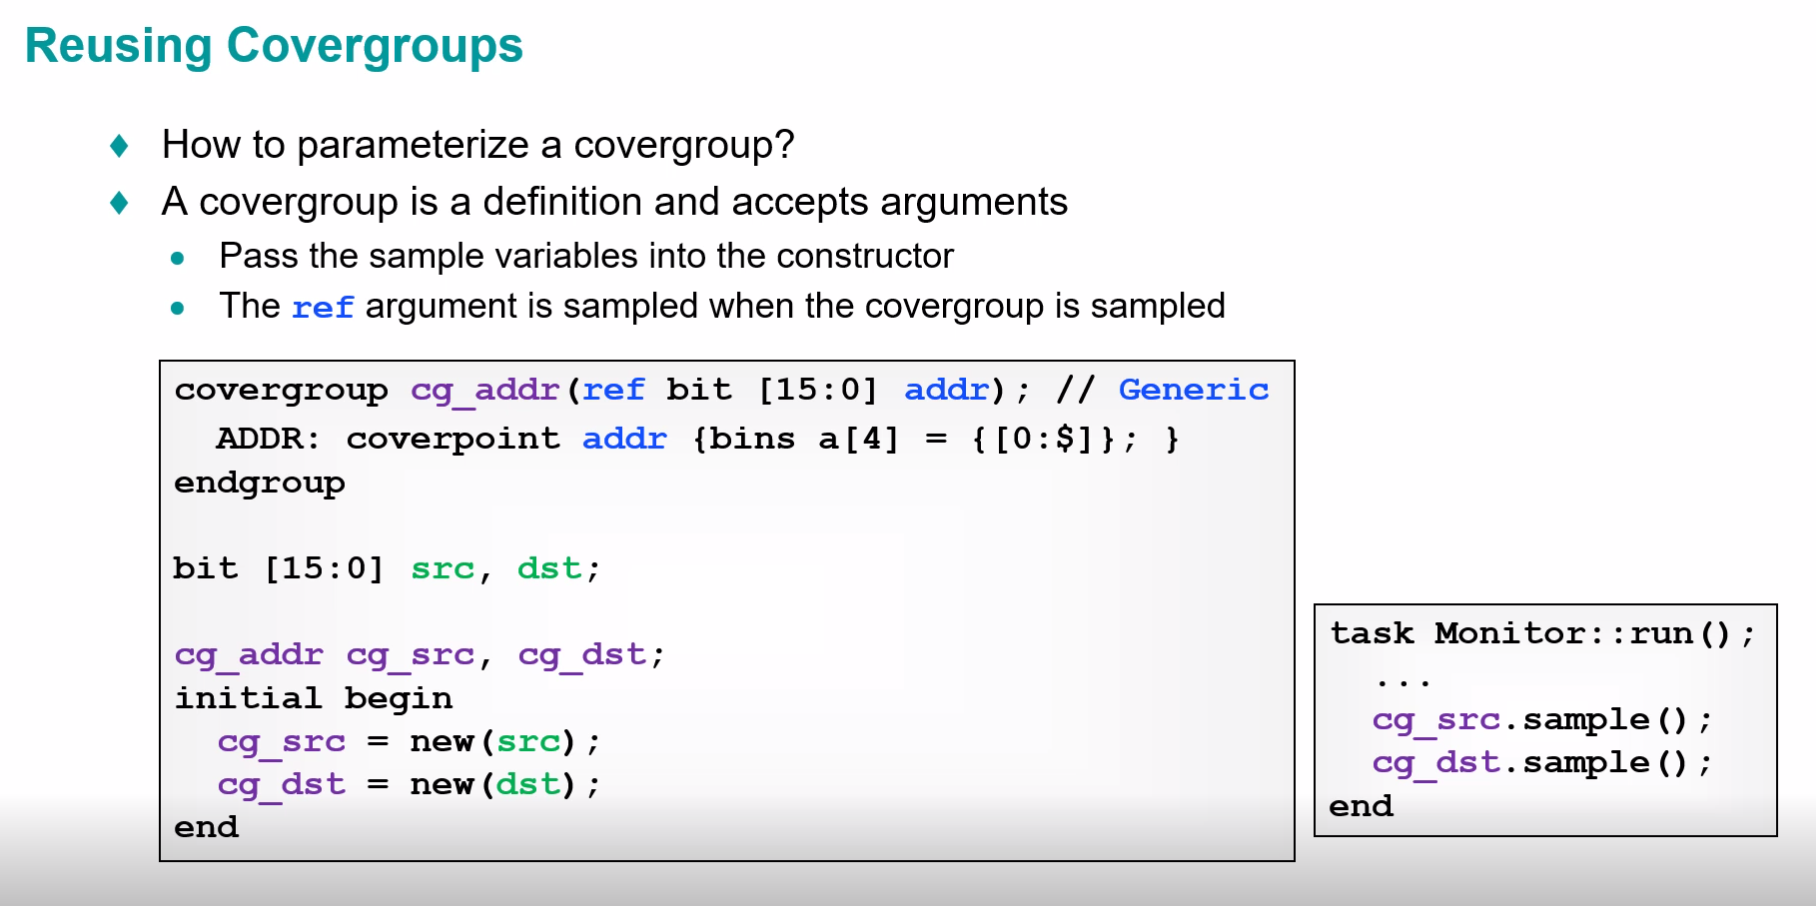 Reusing Covergroups
How to parameterize a covergroup?
A covergroup is a definition and accepts arguments
Pass the sample variables into the constructor
The ref argument is sampled when the covergroup is sampled
covergroup cg_addr(ref bit [15:0] addr); // Generic
ADDR: coverpoint addr {bins a[4] = {[0:$]}; }
endgroup
bit [15:0] src, dst;
cg_addr cg_src, cg_dst;
initial begin
cg_src = new(src);
cg_dst = new(dst);
end
task Monitor::run();
...
cg_src.sample();
cg_dst.sample();
end